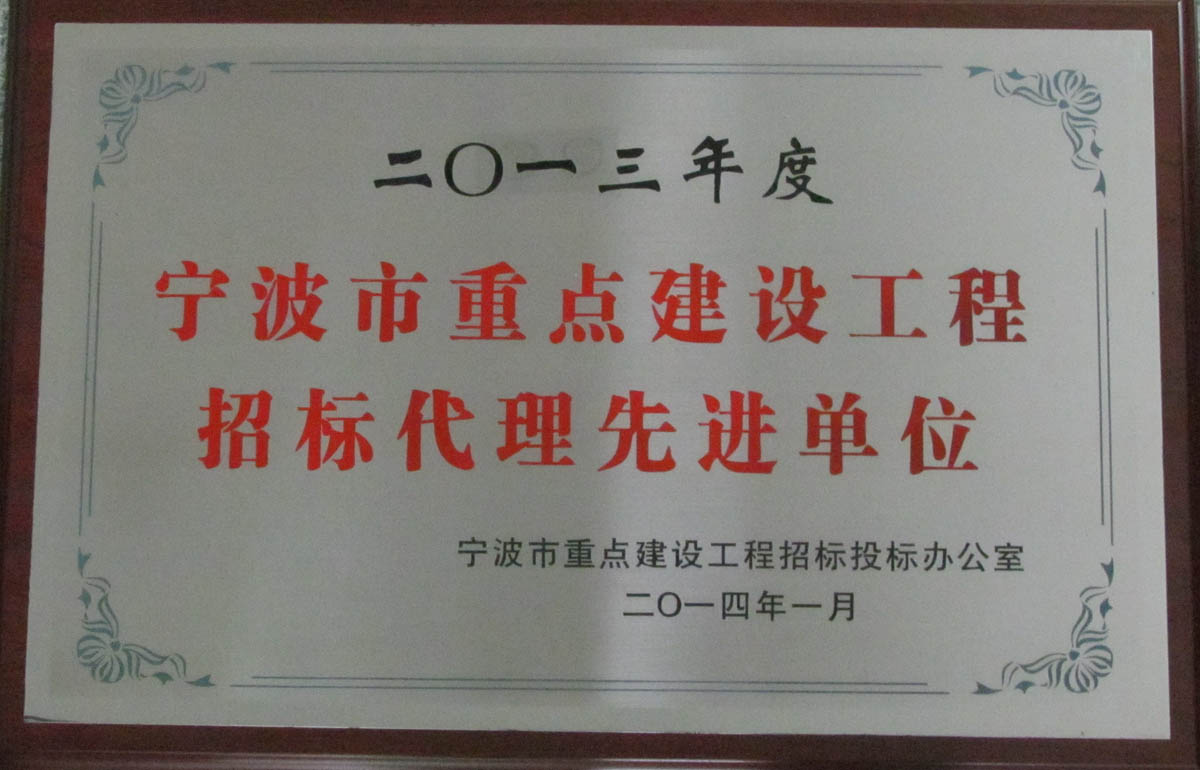 二〇一三年度
宁波市重点建设工程
招标代理先进单位
宁波市重点建设工程招标投标办公室
二〇一四年一月